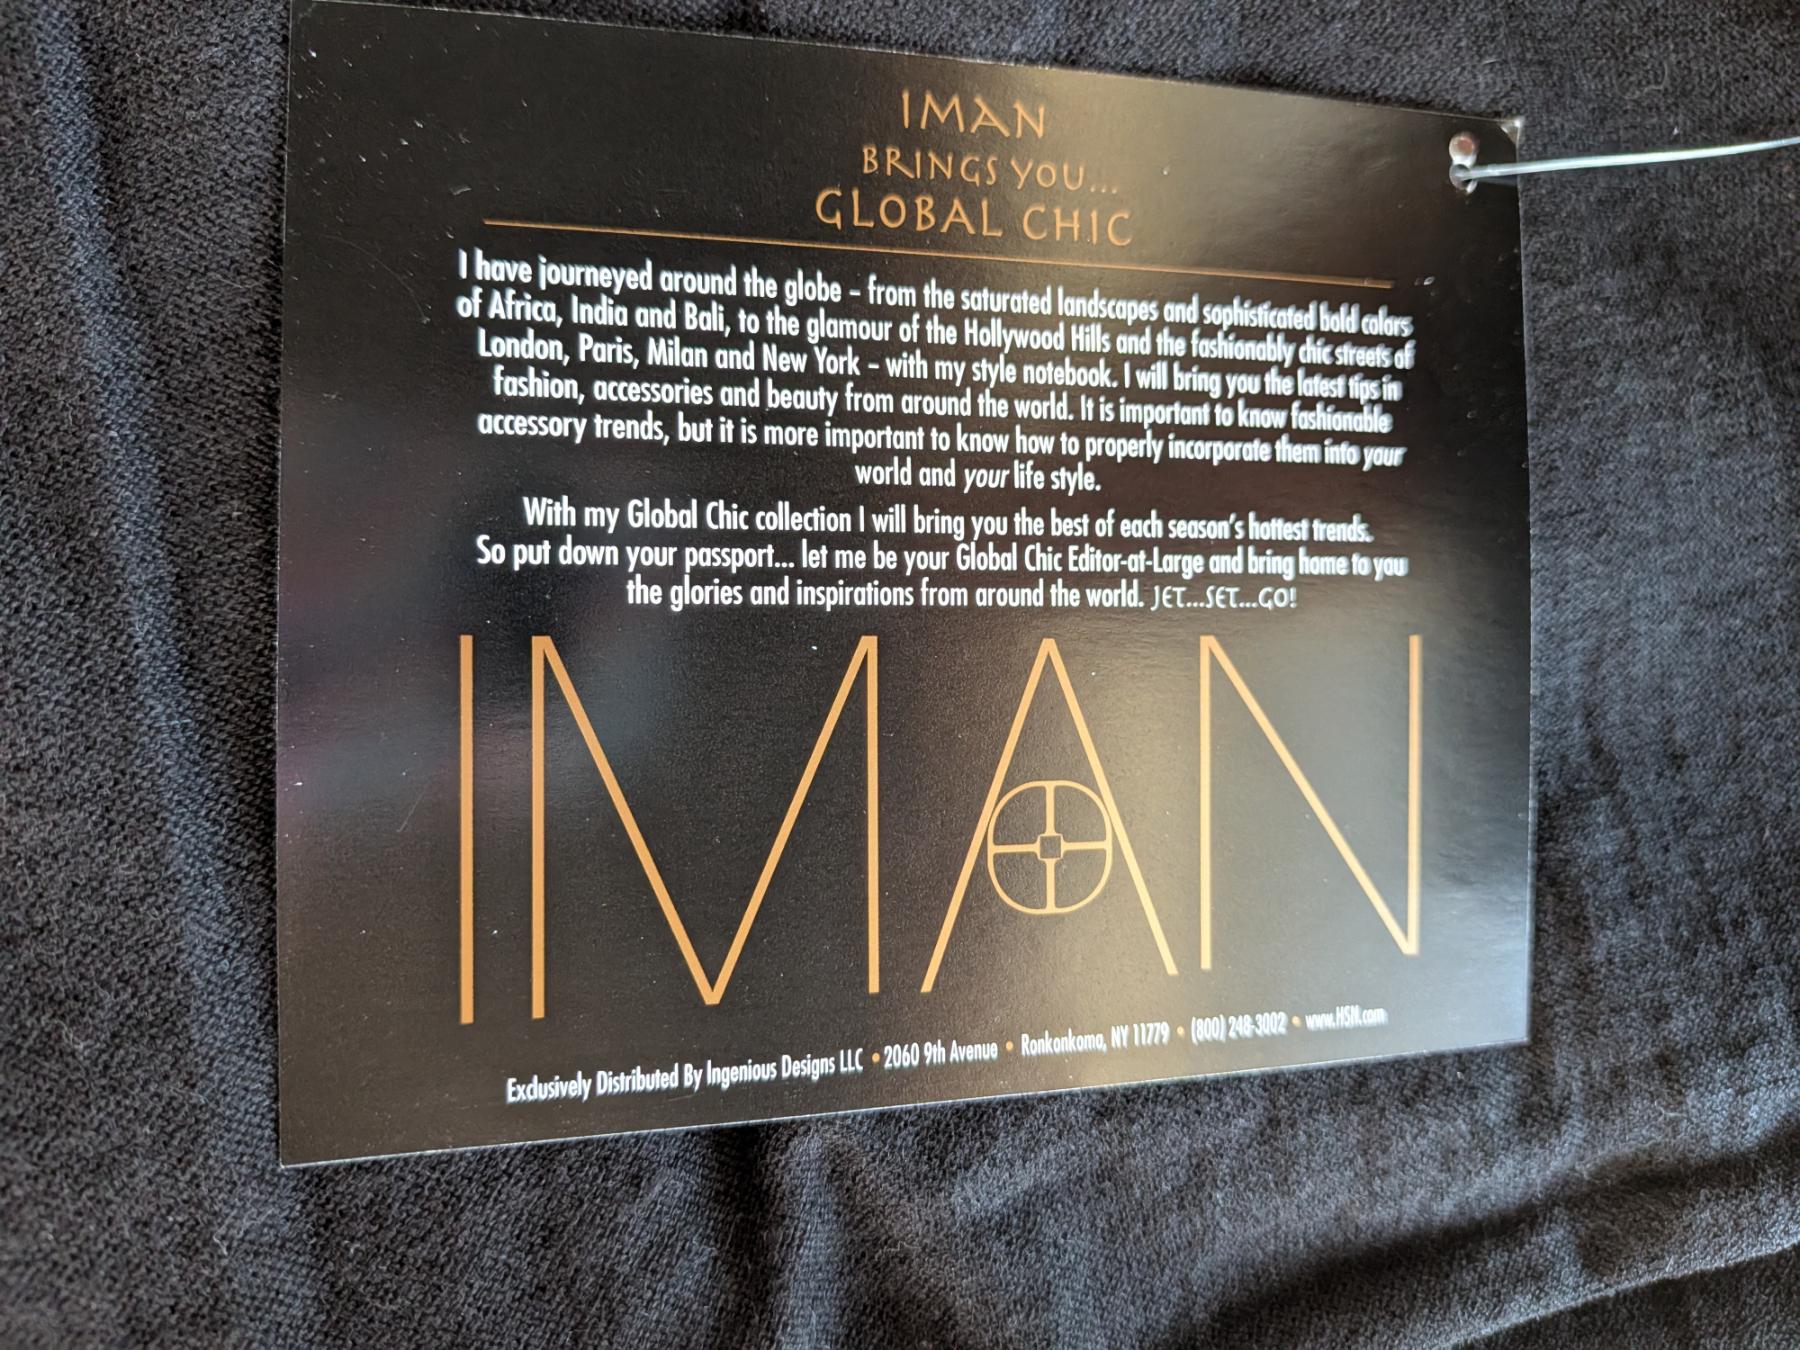 IMAN
BRINGS YOU...
GLOBAL CHIC
I have journeyed around the globe – from the saturated landscapes and sophisticated bold colors
of Africa, India and Bali, to the glamour of the Hollywood Hills and the fashionably chic streets of
London, Paris, Milan and New York – with my style notebook. I will bring you the latest tips in
fashion, accessories and beauty from around the world. It is important to know fashionable
accessory trends, but it is more important to know how to properly incorporate them into your
world and your life style.
With my Global Chic collection I will bring you the best of each season's hottest trends.
So put down your passport... let me be your Global Chic Editor-at-Large and bring home to you
the glories and inspirations from around the world. JET...SET...GO!
IMAN
Exclusively Distributed By Ingenious Designs LLC • 2060 9th Avenue • Ronkonkoma, NY 11779 • (800) 248-3002 • www.HSN.com